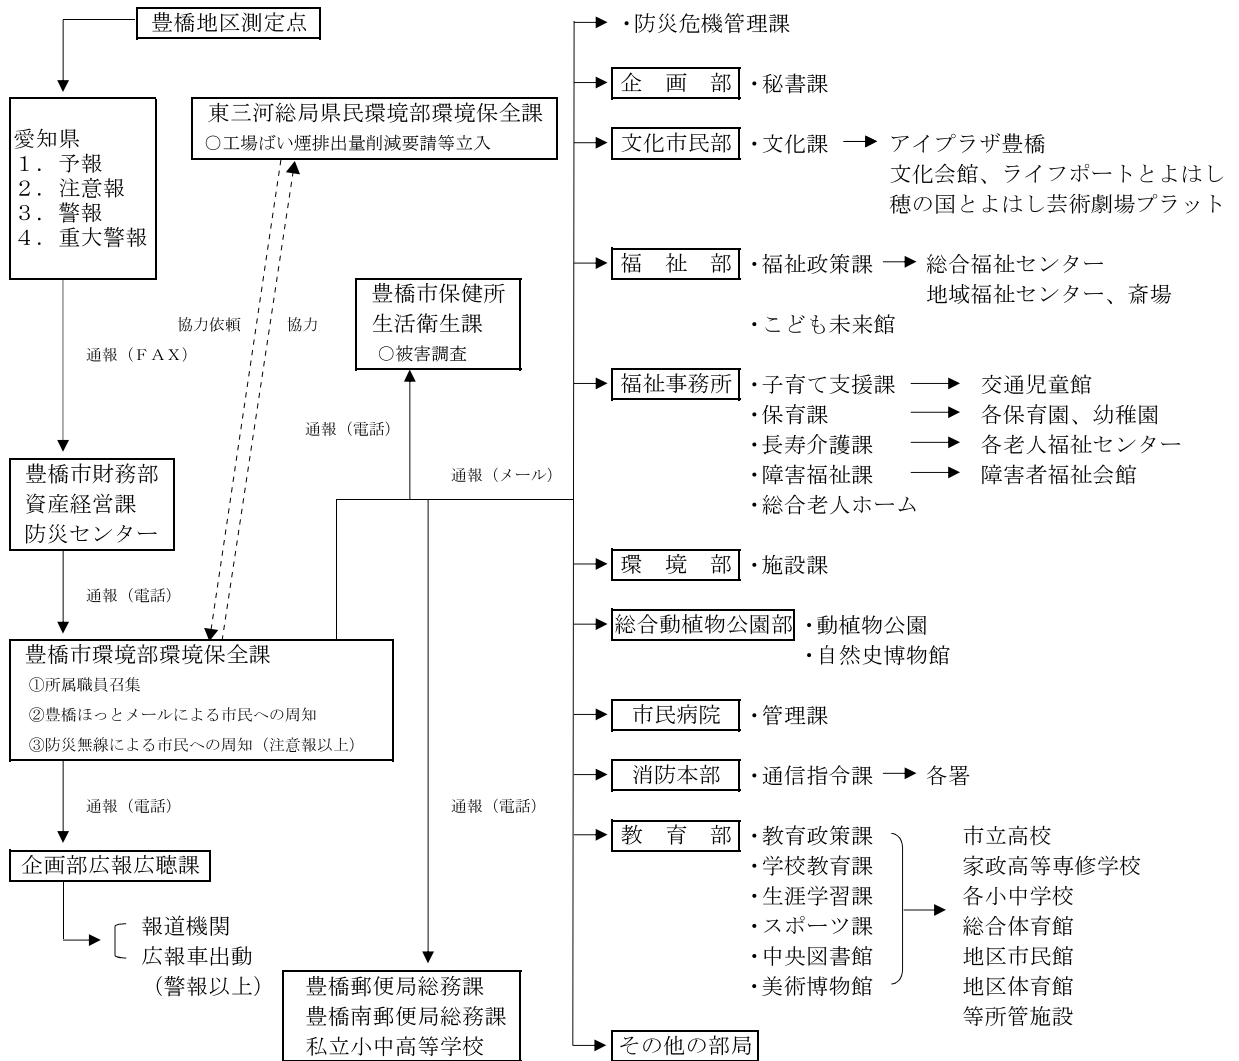 豊橋地区測定点
愛知県
１．予報
２．注意報
３．警報
４．重大警報
東三河総局県民環境部環境保全課
○工場ばい煙排出量削減要請等立入
協力依頼
協力
通報（ＦＡＸ）
豊橋市保健所
生活衛生課
○被害調査
通報（電話）
通報（メール）
豊橋市財務部
資産経営課
防災センター
通報（電話）
豊橋市環境部環境保全課
①所属職員召集
②豊橋ほっとメールによる市民への周知
③防災無線による市民への周知（注意報以上）
通報（電話）
通報（電話）
企画部広報広聴課
報道機関
広報車出動
（警報以上）
豊橋郵便局総務課
豊橋南郵便局総務課
私立小中高等学校
・防災危機管理課
企　画　部 ・秘書課
文化市民部 ・文化課 アイプラザ豊橋
文化会館、ライフポートとよはし
穂の国とよはし芸術劇場プラット
福　祉　部 ・福祉政策課 総合福祉センター
地域福祉センター、斎場
・こども未来館
福祉事務所 ・子育て支援課 交通児童館
・保育課 各保育園、幼稚園
・長寿介護課 各老人福祉センター
・障害福祉課 障害者福祉会館
・総合老人ホーム
環　境　部 ・施設課
総合動植物公園部 ・動植物公園
・自然史博物館
市民病院 ・管理課
消防本部 ・通信指令課 各署
教　育　部 ・教育政策課 市立高校
・学校教育課 家政高等専修学校
・生涯学習課 各小中学校
・スポーツ課 総合体育館
・中央図書館 地区市民館
・美術博物館 地区体育館
等所管施設
その他の部局